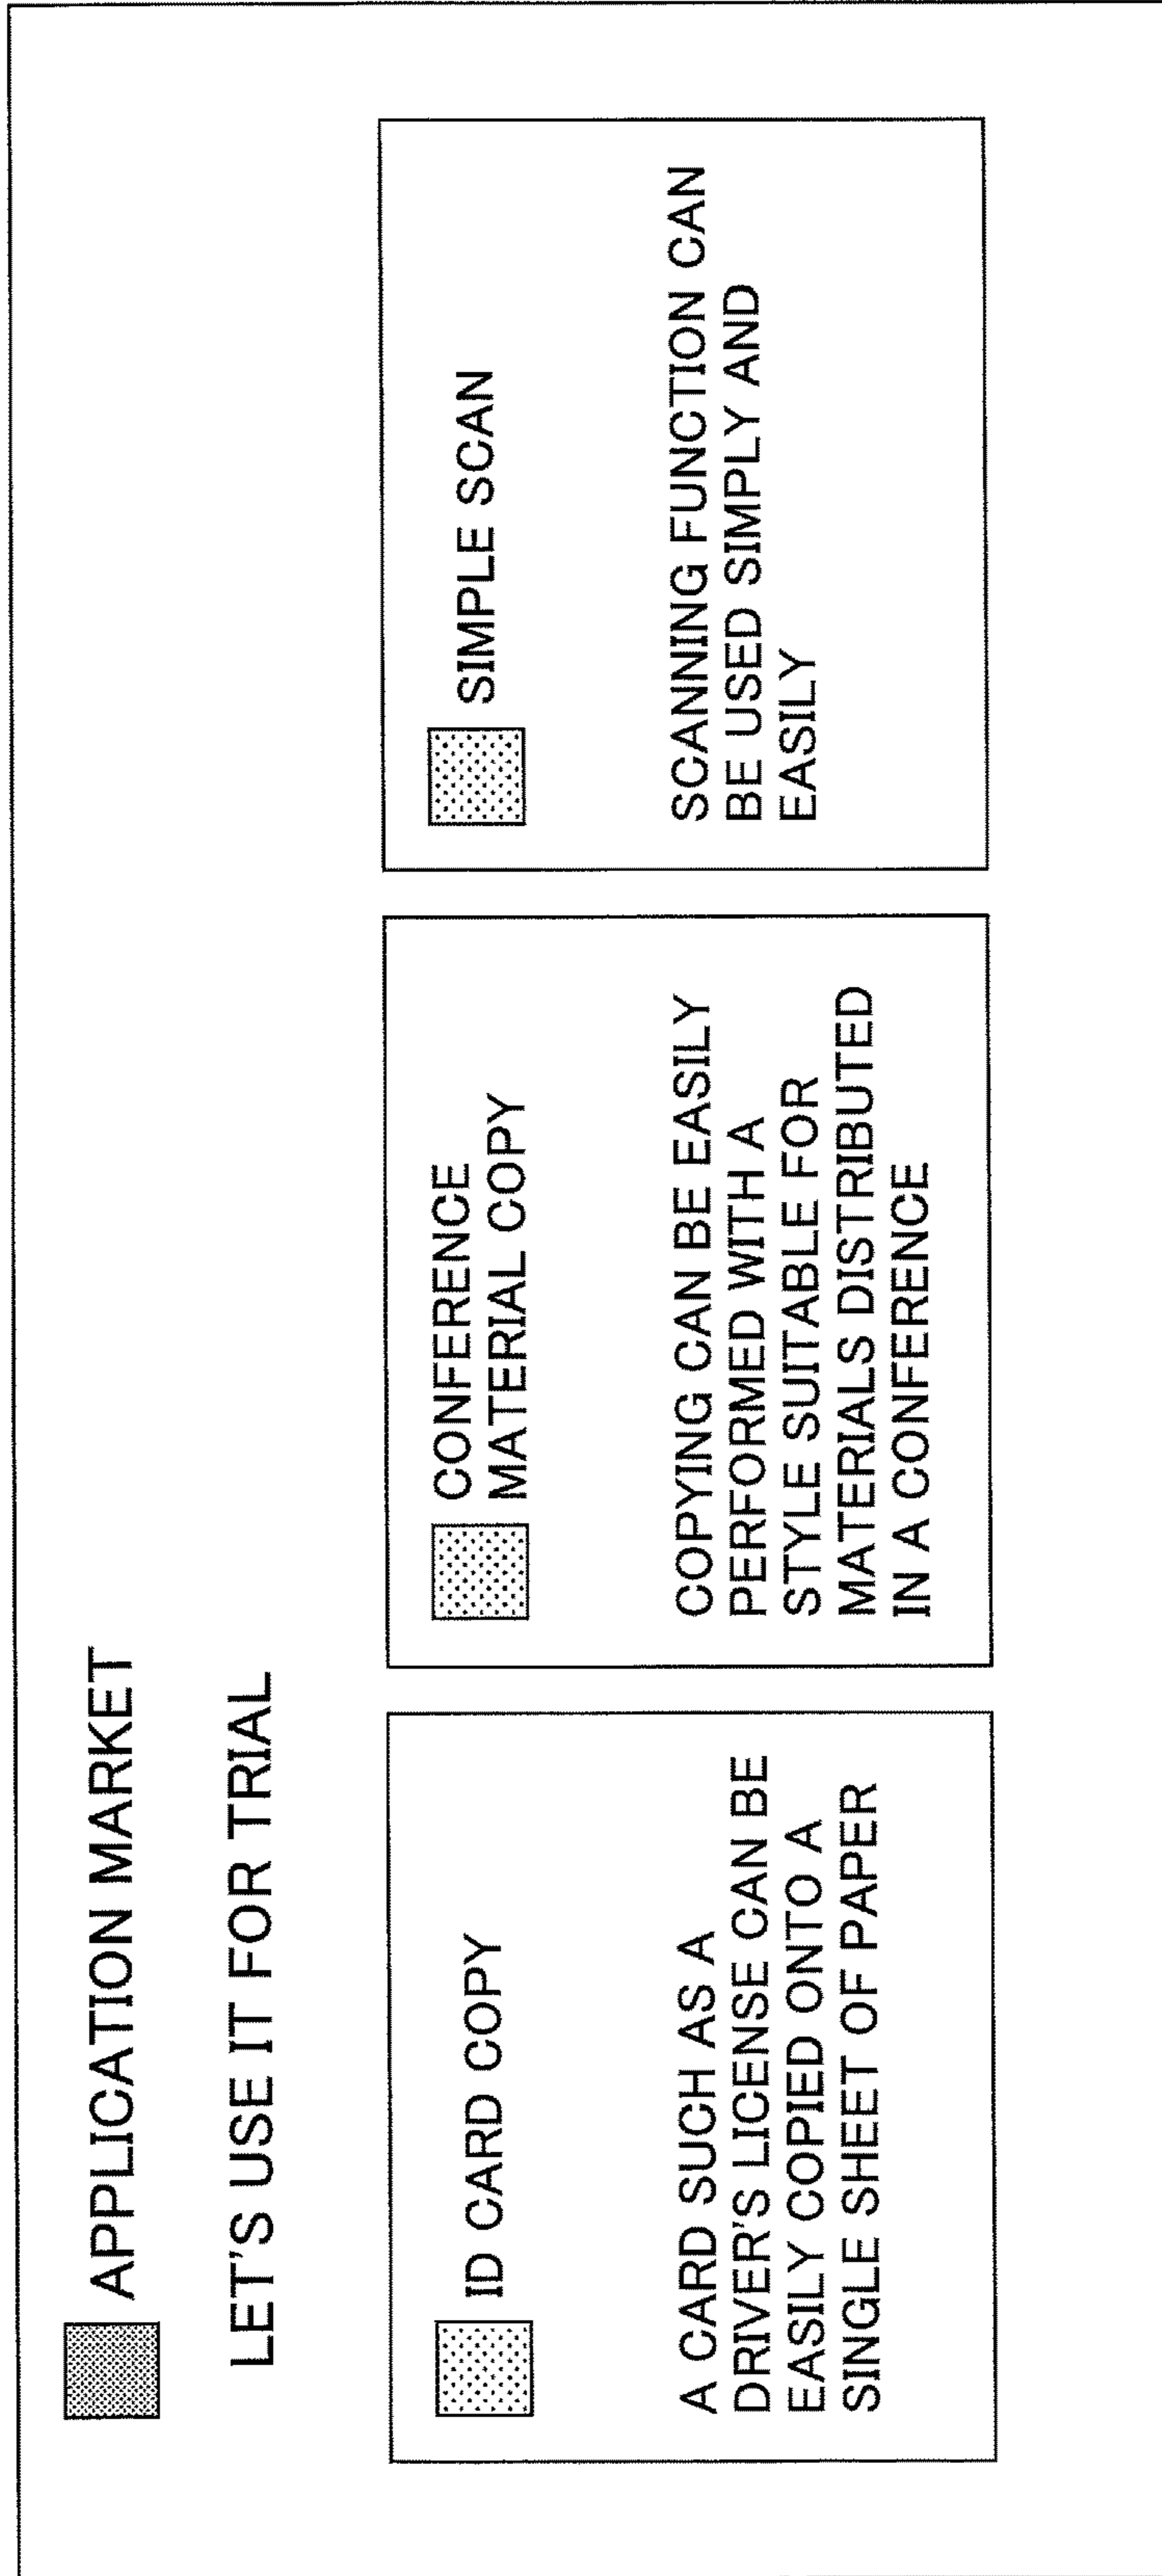 APPLICATION MARKET
LET'S USE IT FOR TRIAL
ID CARD COPY
A CARD SUCH AS A
DRIVER'S LICENSE CAN BE
EASILY COPIED ONTO A
SINGLE SHEET OF PAPER
CONFERENCE
MATERIAL COPY
COPYING CAN BE EASILY
PERFORMED WITH A
STYLE SUITABLE FOR
MATERIALS DISTRIBUTED
IN A CONFERENCE
SIMPLE SCAN
SCANNING FUNCTION CAN
BE USED SIMPLY AND
EASILY